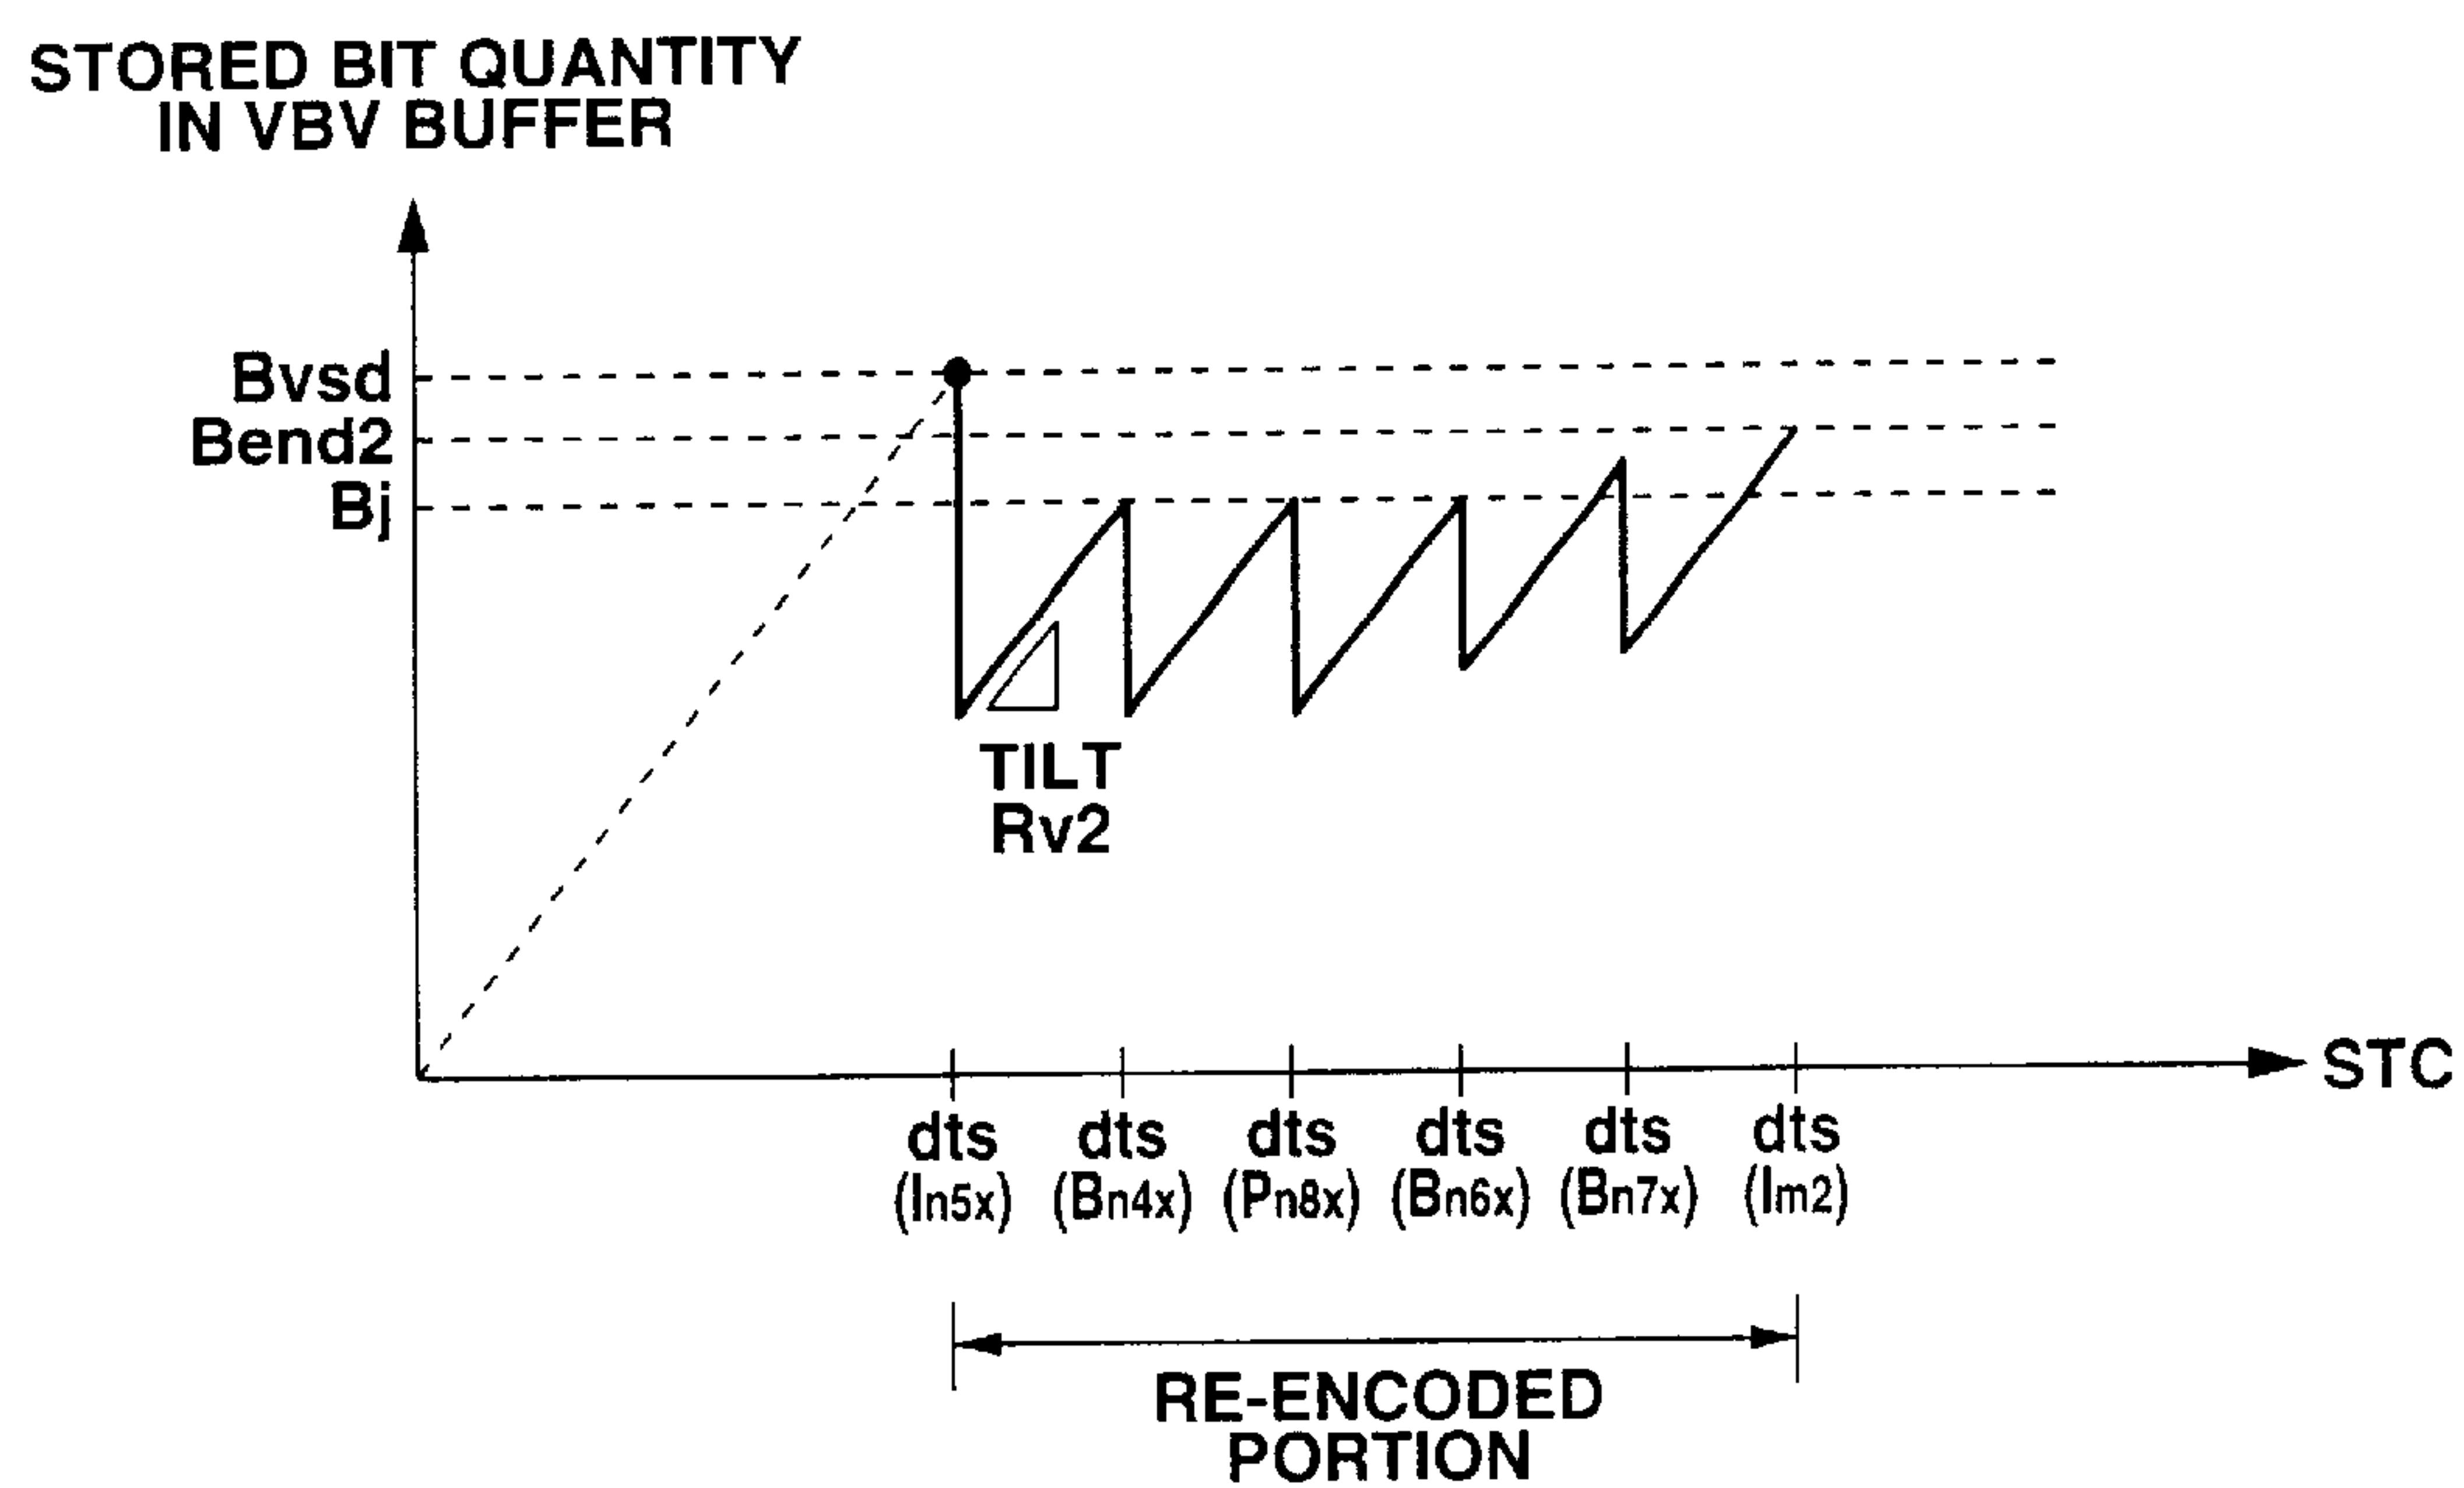 STORED BIT QUANTITY
IN VBV BUFFER
Bvsd
Bend2
Bj
TILT
Rv2
STC
dts dts dts dts dts dts
(In5x) (Bn4x) (Pn8x) (Bn6x) (Bn7x) (Im2)
RE-ENCODED
PORTION